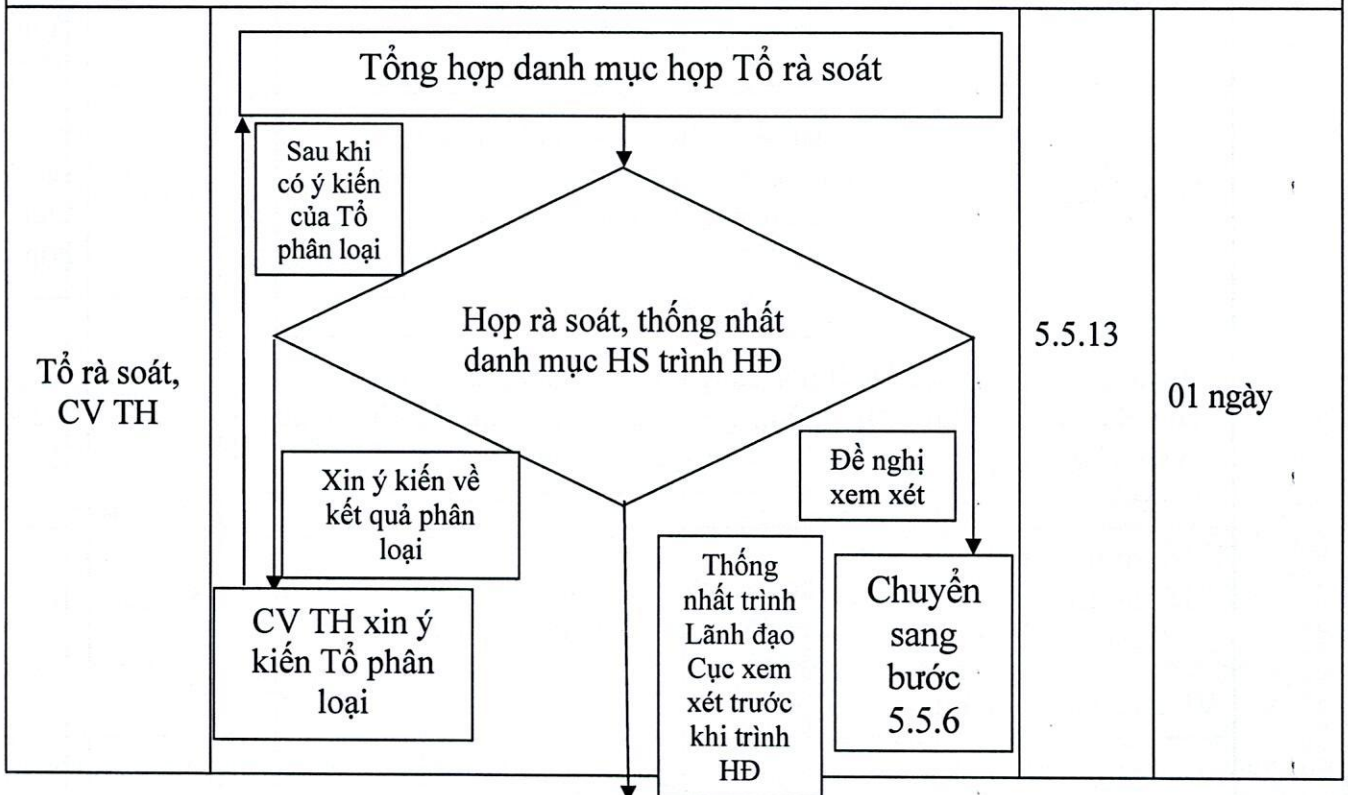 Tổng hợp danh mục họp Tổ rà soát
Sau khi
có ý kiến
của Tổ
phân loại
Họp rà soát, thống nhất
danh mục HS trình HĐ
5.5.13
Tổ rà soát,
CV TH
01 ngày
Xin ý kiến về
kết quả phân
loại
Đề nghị
xem xét
CV TH xin ý
kiến Tổ phân
loại
Thống
nhất trình
Lãnh đạo
Cục xem
xét trước
khi trình
HĐ
Chuyển
sang
bước
5.5.6